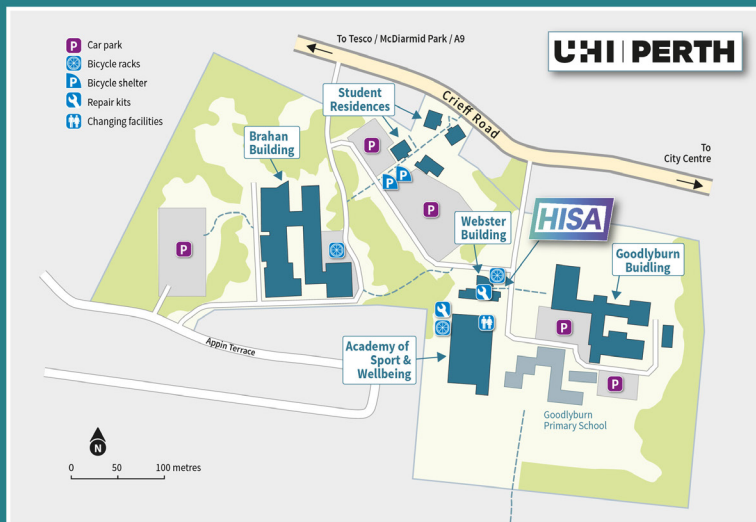 To Tesco / McDiarmid Park / A9
UHI PERTH
P Car park
Bicycle racks
P Bicycle shelter
Repair kits
Changing facilities
Student
Residences
Crieff Road
Brahan
Building
To
City Centre
P
P
P
P
HISA
Webster
Building
P
Goodlyburn
Buidling
P
Appin Terrace
Academy of
Sport &
Wellbeing
P
Goodlyburn
Primary School
N
0 50 100 metres